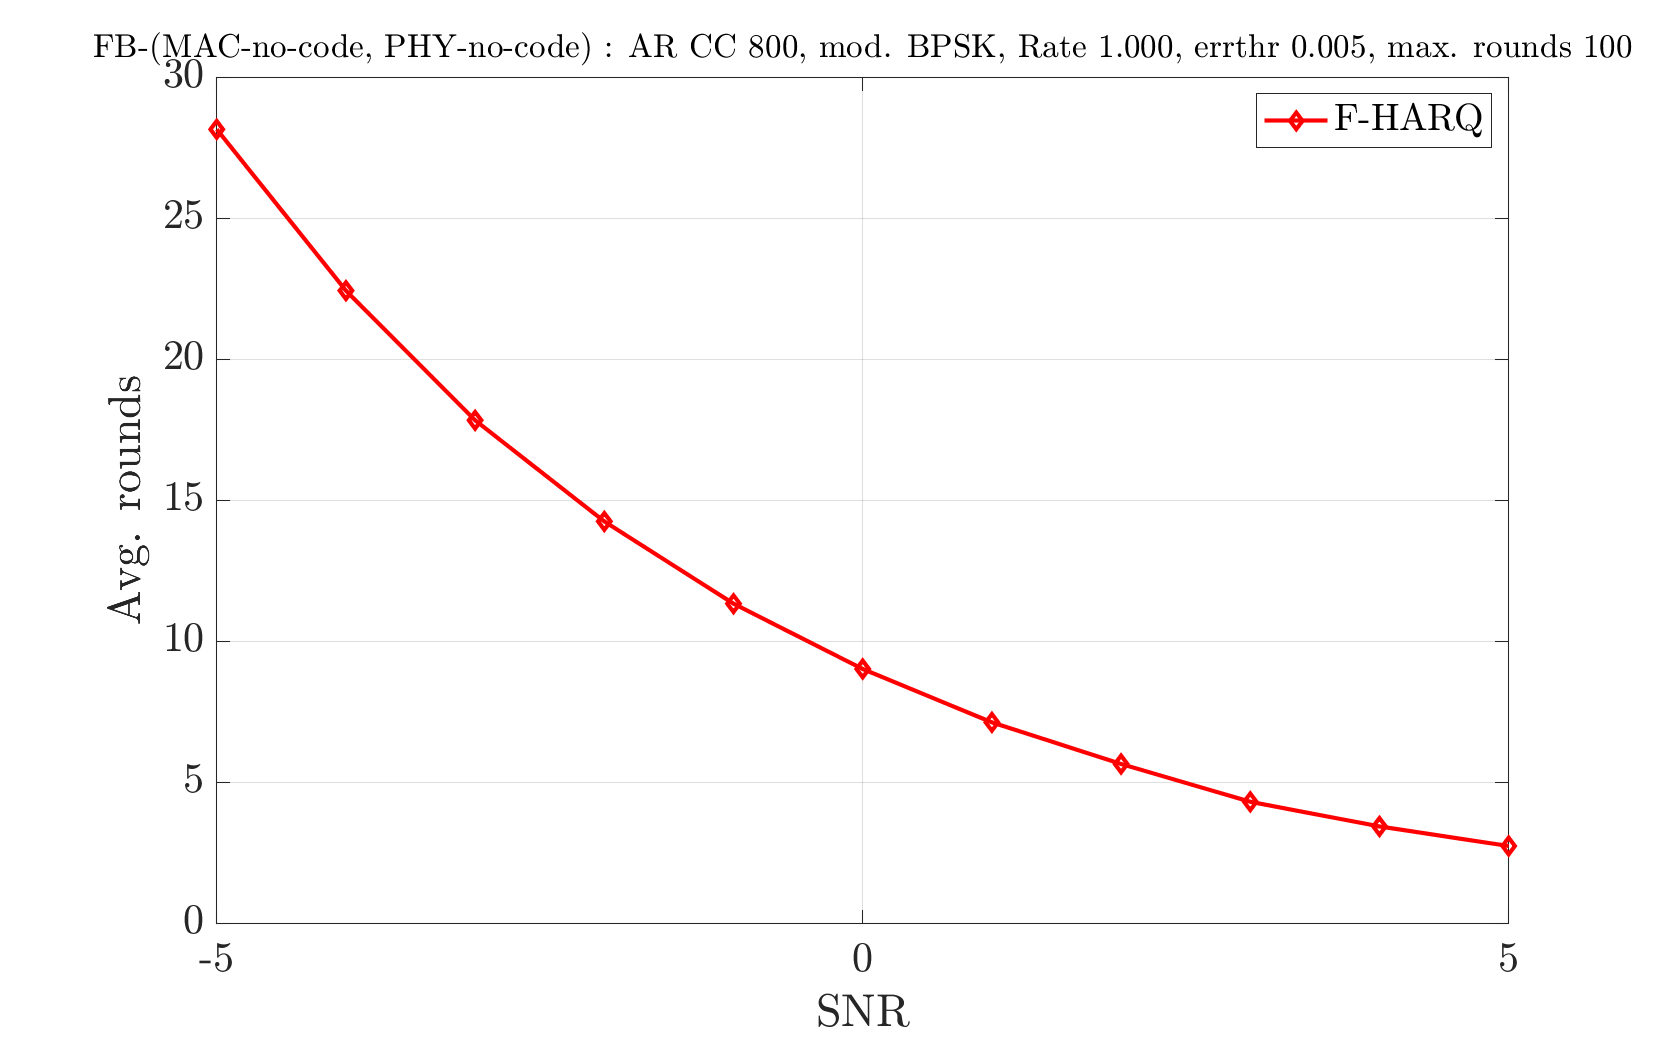 FB-(MAC-no-code, PHY-no-code) : AR CC 800, mod. BPSK, Rate 1.000, errthr 0.005, max. rounds 100
F-HARQ
30
25
20
15
10
5
0
Avg. rounds
-5
0
5
SNR